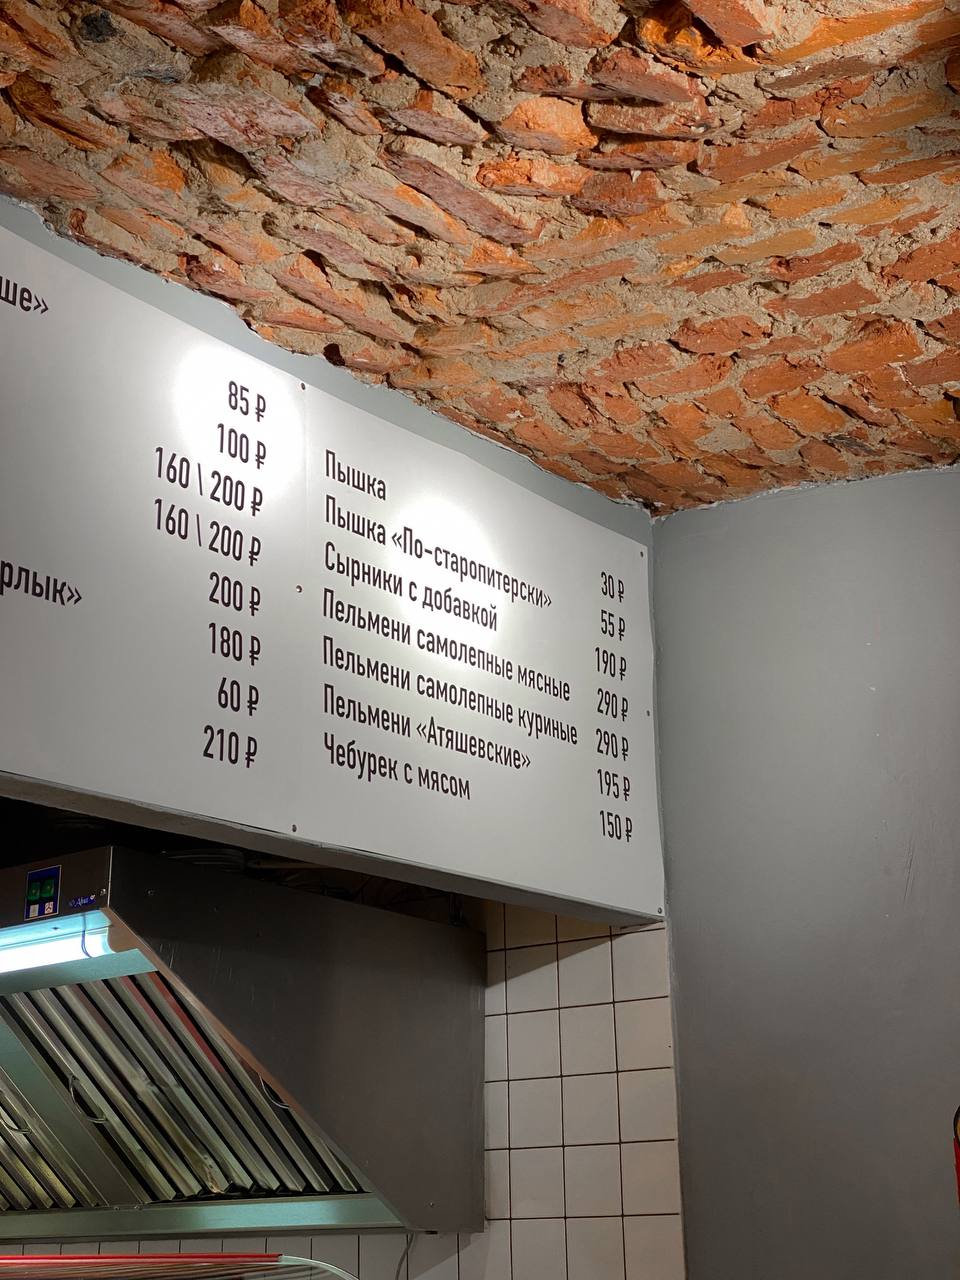 ше»
85 ₽
100 ₽
160 \ 200 ₽
160 \ 200 ₽
рлык»
200 ₽
180 ₽
60 ₽
210 ₽
Пышка 30 ₽
Пышка «По-старопитерски» 55 ₽
Сырники с добавкой 190 ₽
Пельмени самолепные мясные 290 ₽
Пельмени самолепные куриные 290 ₽
Пельмени «Атяшевские» 195 ₽
Чебурек с мясом 150 ₽